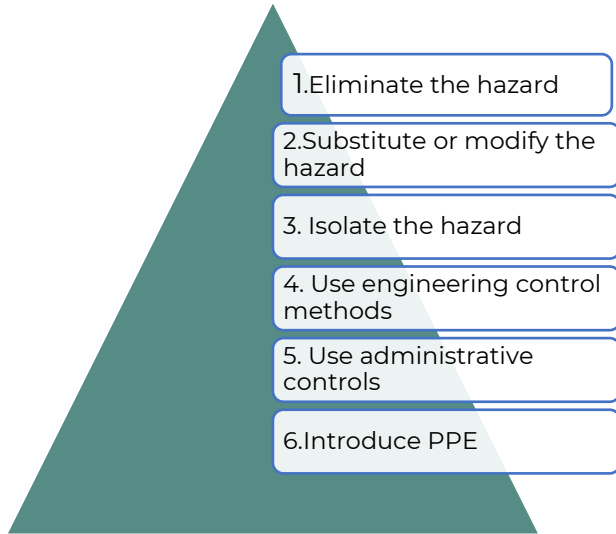 1.Eliminate the hazard
2.Substitute or modify the
hazard
3. Isolate the hazard
4. Use engineering control
methods
5. Use administrative
controls
6.Introduce PPE